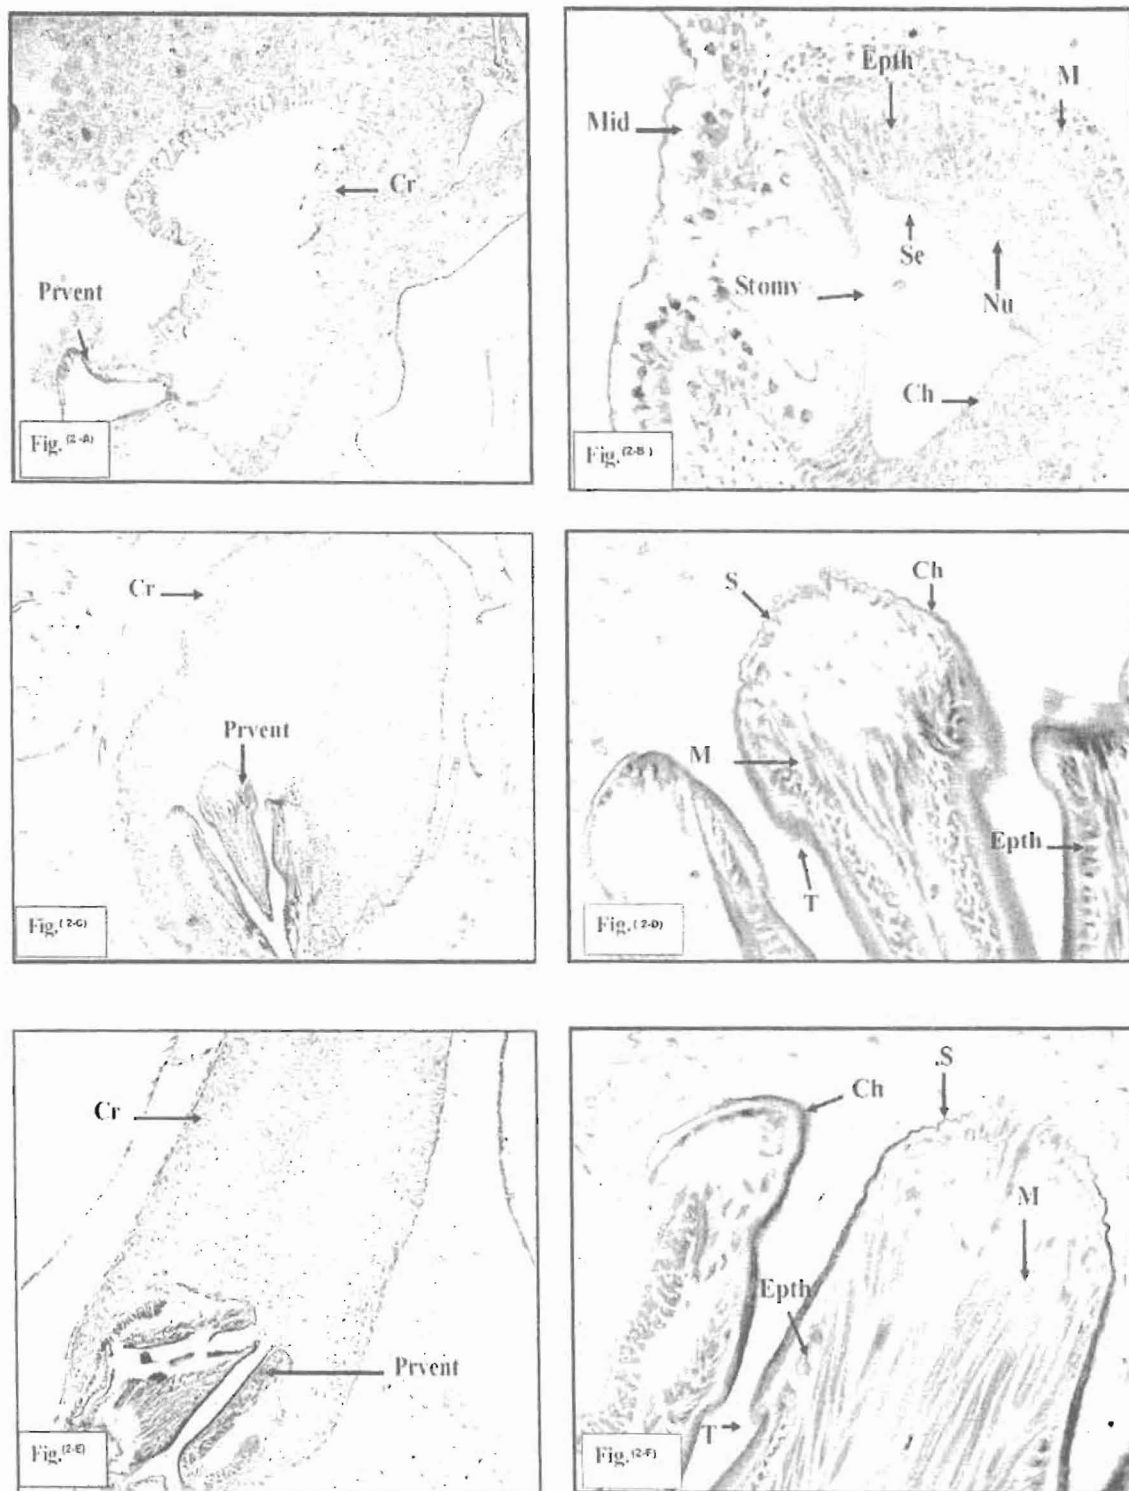 Cr
Prvent
Fig. (2-A)
Epth
M
Mid
Se
Stomv
Nu
Ch
Fig. (2-B)
Cr
Prvent
Fig. (2-C)
S
Ch
M
Epth
T
Fig. (2-D)
Cr
Prvent
Fig. (2-E)
.S
Ch
M
Epth
T
Fig. (2-F)